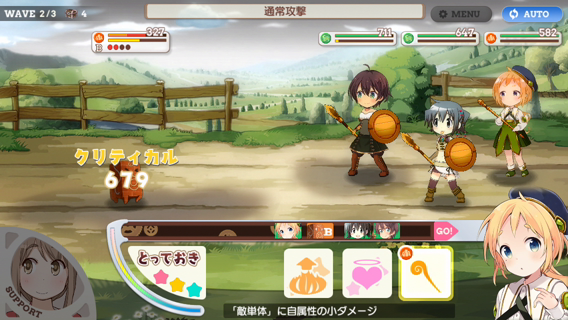 WAVE 2/3 4
通常攻撃
MENU
AUTO
327
B
711
647
582
クリティカル
679
B
GO!
とっておき
SUPPORT
「敵単体」に自属性の小ダメージ